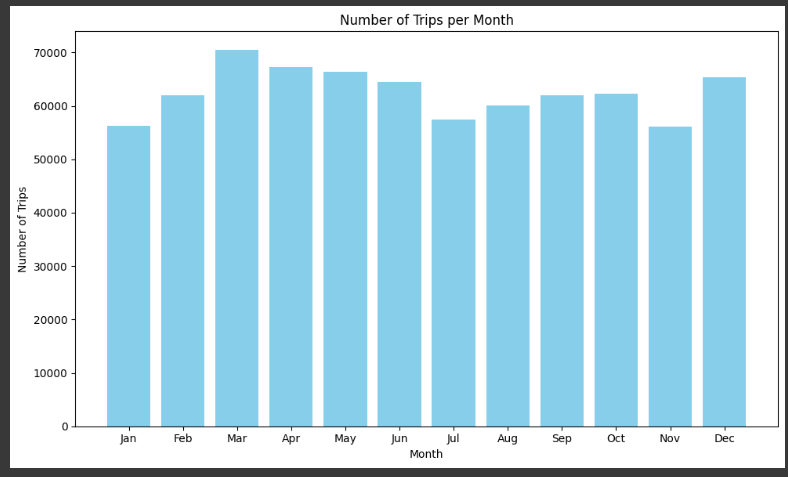 Number of Trips per Month
Number of Trips
70000
60000
50000
40000
30000
20000
10000
0
Jan Feb Mar Apr May Jun Jul Aug Sep Oct Nov Dec
Month